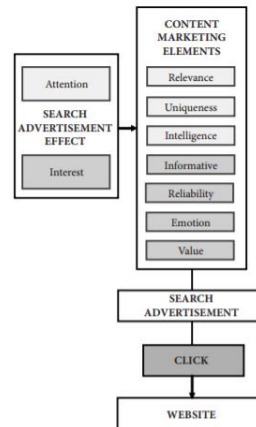 CONTENT
MARKETING
ELEMENTS
Attention
SEARCH
ADVERTISEMENT
EFFECT
Interest
Relevance
Uniqueness
Intelligence
Informative
Reliability
Emotion
Value
SEARCH
ADVERTISEMENT
CLICK
WEBSITE